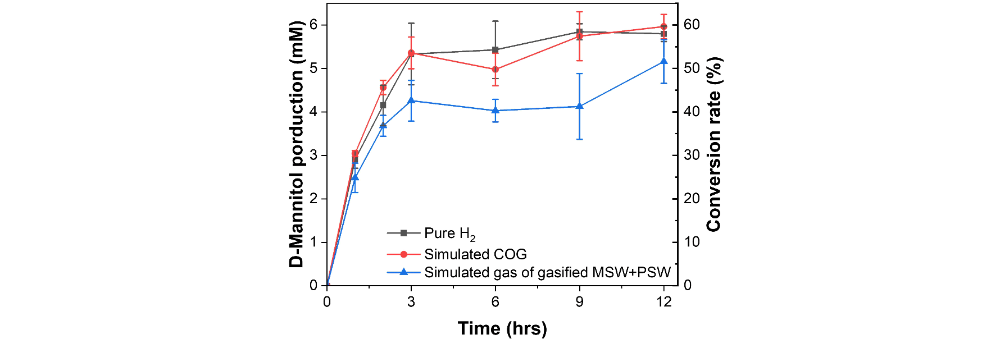 D-Mannitol porduction (mM)
6
5
4
3
2
1
0
Pure H₂
Simulated COG
Simulated gas of gasified MSW+PSW
60
50
40
30
20
10
0
Conversion rate (%)
0 3 6 9 12
Time (hrs)